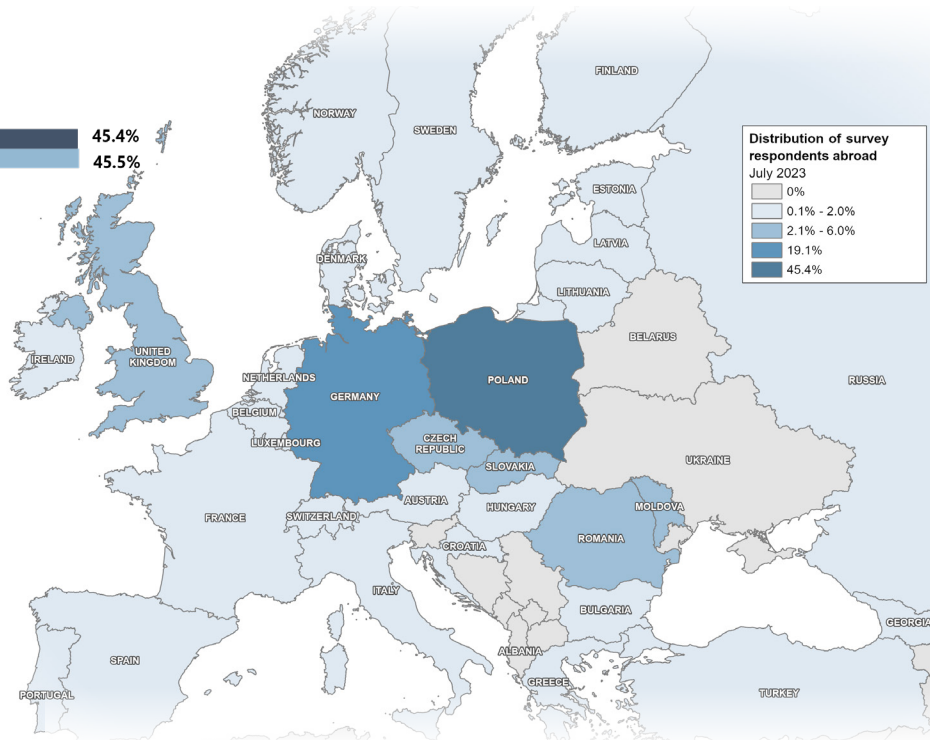 FINLAND
NORWAY
SWEDEN
45.4%
45.5%
Distribution of survey
respondents abroad
July 2023
0%
0.1% - 2.0%
2.1% - 6.0%
19.1%
45.4%
ESTONIA
LATVIA
DENMARK
LITHUANIA
BELARUS
IRELAND
UNITED
KINGDOM
NETHERLANDS
POLAND
RUSSIA
GERMANY
BELGIUM
LUXEMBOURG
CZECH
REPUBLIC
SLOVAKIA
UKRAINE
AUSTRIA
HUNGARY
MOLDOVA
FRANCE
SWITZERLAND
CROATIA
ROMANIA
ITALY
BULGARIA
GEORGIA
ALBANIA
SPAIN
GREECE
PORTUGAL
TURKEY